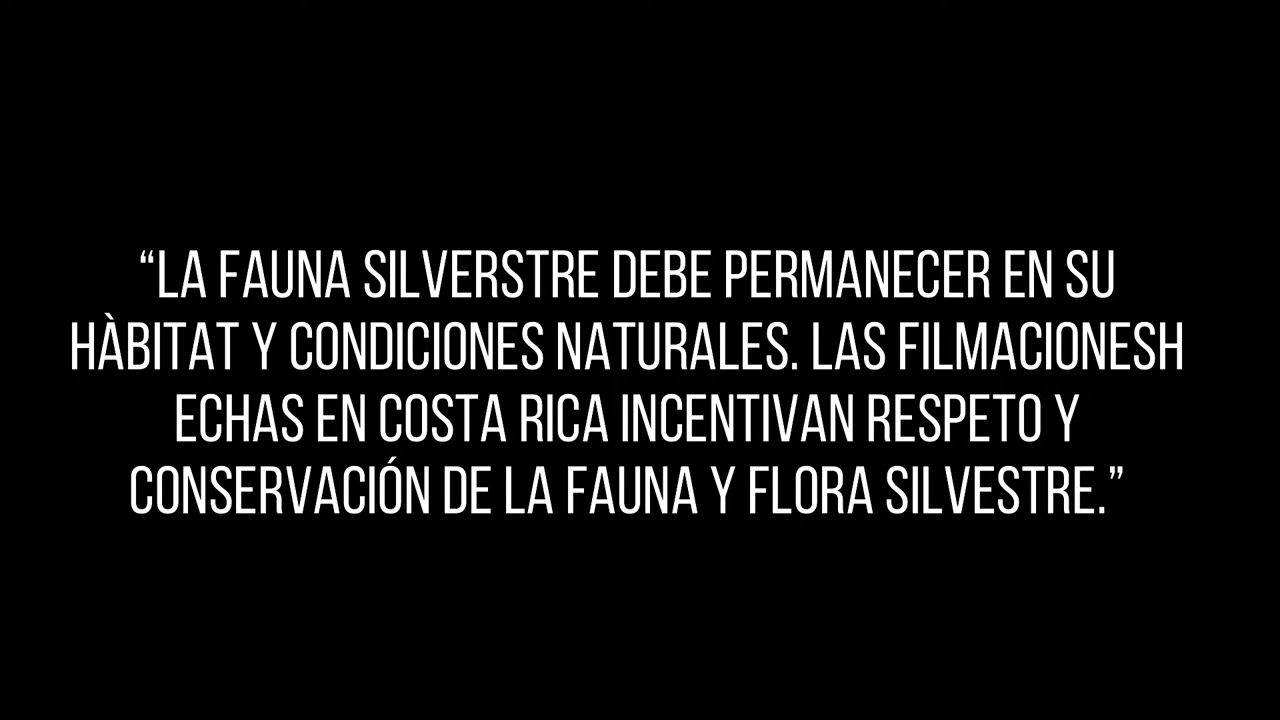 “LA FAUNA SILVERSTRE DEBE PERMANECER EN SU
HÀBITAT Y CONDICIONES NATURALES. LAS FILMACIONESH
ECHAS EN COSTA RICA INCENTIVAN RESPETO Y
CONSERVACIÓN DE LA FAUNA Y FLORA SILVESTRE.”